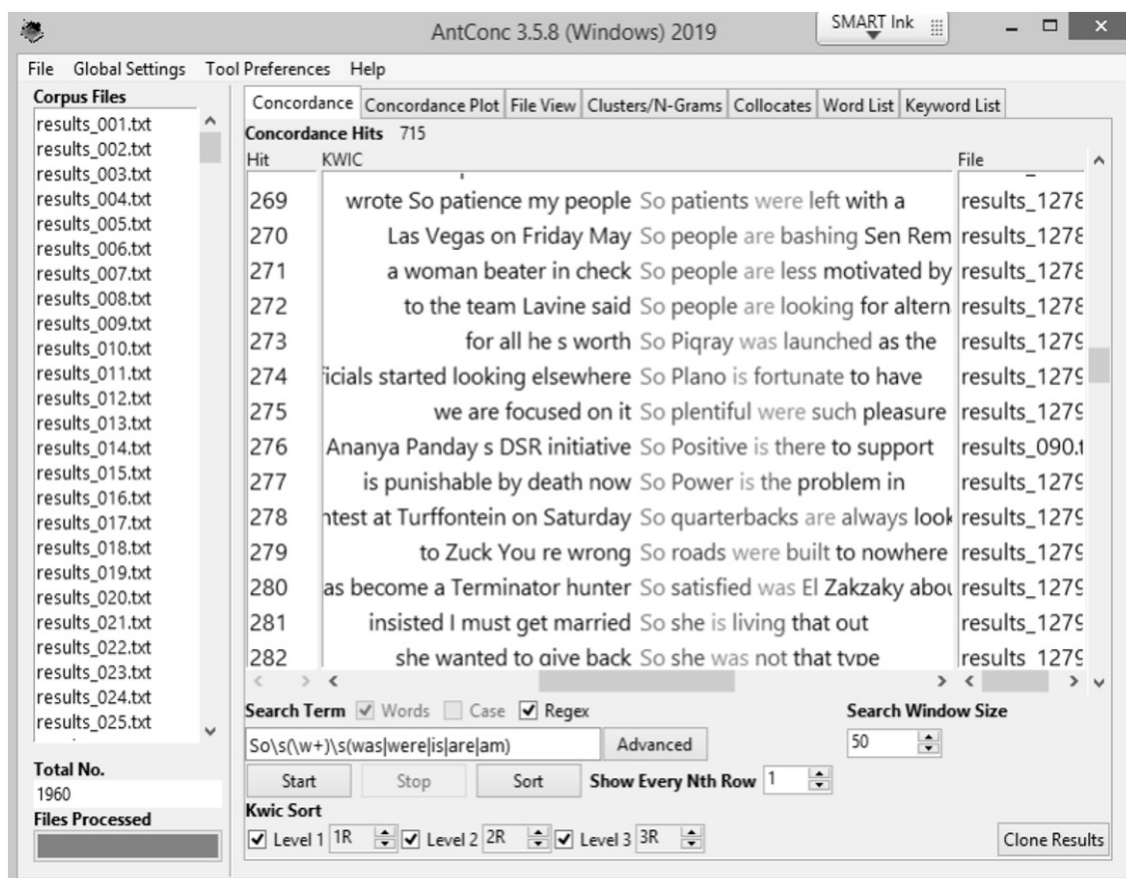 AntConc 3.5.8 (Windows) 2019
SMART Ink
File Global Settings Tool Preferences Help
Corpus Files
results_001.txt
results_002.txt
results_003.txt
results_004.txt
results_005.txt
results_006.txt
results_007.txt
results_008.txt
results_009.txt
results_010.txt
results_011.txt
results_012.txt
results_013.txt
results_014.txt
results_015.txt
results_016.txt
results_017.txt
results_018.txt
results_019.txt
results_020.txt
results_021.txt
results_022.txt
results_023.txt
results_024.txt
results_025.txt
Total No.
1960
Files Processed
Concordance Concordance Plot File View Clusters/N-Grams Collocates Word List Keyword List
Concordance Hits 715
Hit KWIC File
269 wrote So patience my people So patients were left with a results_1278
270 Las Vegas on Friday May So people are bashing Sen Rem results_1278
271 a woman beater in check So people are less motivated by results_1278
272 to the team Lavine said So people are looking for altern results_1278
273 for all he s worth So Piqray was launched as the results_1279
274 ficials started looking elsewhere So Plano is fortunate to have results_1279
275 we are focused on it So plentiful were such pleasure results_1279
276 Ananya Panday s DSR initiative So Positive is there to support results_090.t
277 is punishable by death now So Power is the problem in results_1279
278 ntest at Turffontein on Saturday So quarterbacks are always look results_1279
279 to Zuck You re wrong So roads were built to nowhere results_1279
280 as become a Terminator hunter So satisfied was El Zakzaky abou results_1279
281 insisted I must get married So she is living that out results_1279
282 she wanted to give back So she was not that type results_1279
Search Term Words Case Regex Search Window Size
So\s(\w+)\s(was|were|is|are|am) Advanced 50
Start Stop Sort Show Every Nth Row 1
Kwic Sort
Level 1 1R Level 2 2R Level 3 3R Clone Results